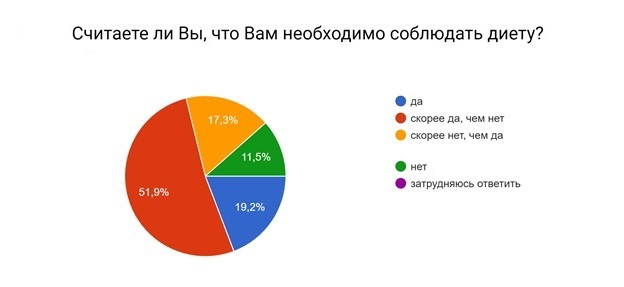 Считаете ли Вы, что Вам необходимо соблюдать диету?
17,3%
11,5%
51,9%
19,2%
да
скорее да, чем нет
скорее нет, чем да
нет
затрудняюсь ответить